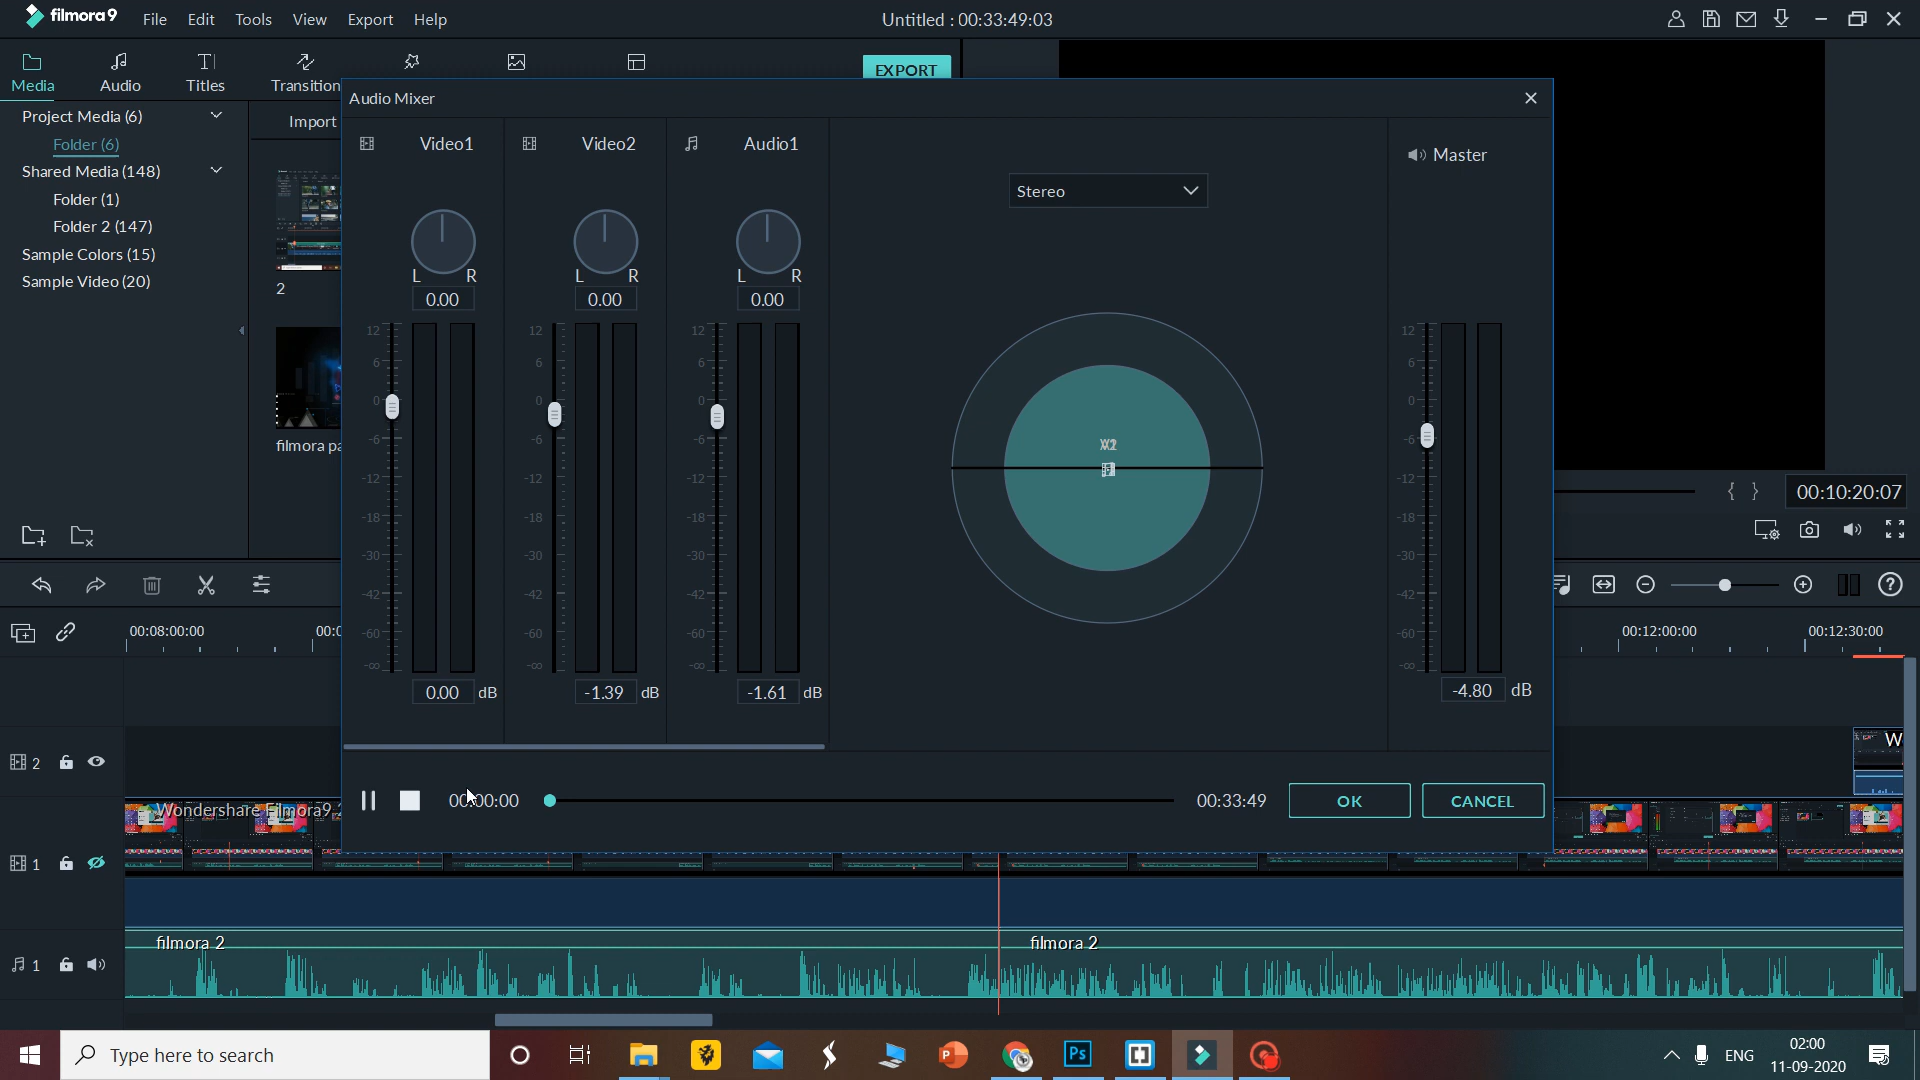 filmora9
File Edit Tools View Export Help
Untitled : 00:33:49:03
Media Audio Titles Transition
EXPORT
Project Media (6)
Folder (6)
Shared Media (148)
Folder (1)
Folder 2 (147)
Sample Colors (15)
Sample Video (20)
Import
2
filmora pa
Audio Mixer
Video1 Video2 Audio1
Stereo
Master
L R L R L R
0.00 0.00 0.00
12 12 12 12
6 6 6 6
0 0 0 0
-6 -6 -6 -6
-12 -12 -12 -12
-18 -18 -18 -18
-30 -30 -30 -30
-42 -42 -42 -42
-60 -60 -60 -60
-∞ -∞ -∞ -∞
0.00 dB -1.39 dB -1.61 dB -4.80 dB
00:00:00
00:33:49
OK CANCEL
{ } 00:10:20:07
00:08:00:00 00:0
00:12:00:00 00:12:30:00
2
W
Wondershare Filmora9
1
filmora 2 filmora 2
1
Type here to search
Ps
ENG
02:00
11-09-2020